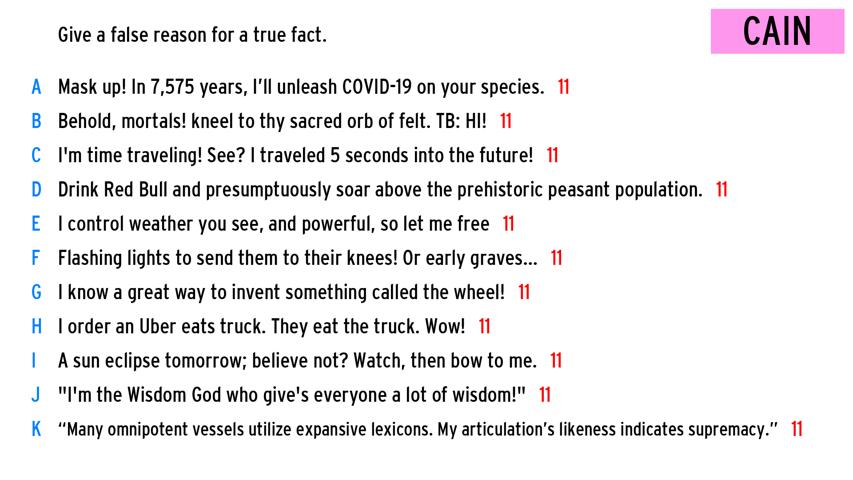 Give a false reason for a true fact.
CAIN
A Mask up! In 7,575 years, I'll unleash COVID-19 on your species. 11
B Behold, mortals! kneel to thy sacred orb of felt. TB: HI! 11
C I'm time traveling! See? I traveled 5 seconds into the future! 11
D Drink Red Bull and presumptuously soar above the prehistoric peasant population. 11
E I control weather you see, and powerful, so let me free 11
F Flashing lights to send them to their knees! Or early graves... 11
G I know a great way to invent something called the wheel! 11
H I order an Uber eats truck. They eat the truck. Wow! 11
I A sun eclipse tomorrow; believe not? Watch, then bow to me. 11
J "I'm the Wisdom God who give's everyone a lot of wisdom!" 11
K “Many omnipotent vessels utilize expansive lexicons. My articulation’s likeness indicates supremacy.” 11